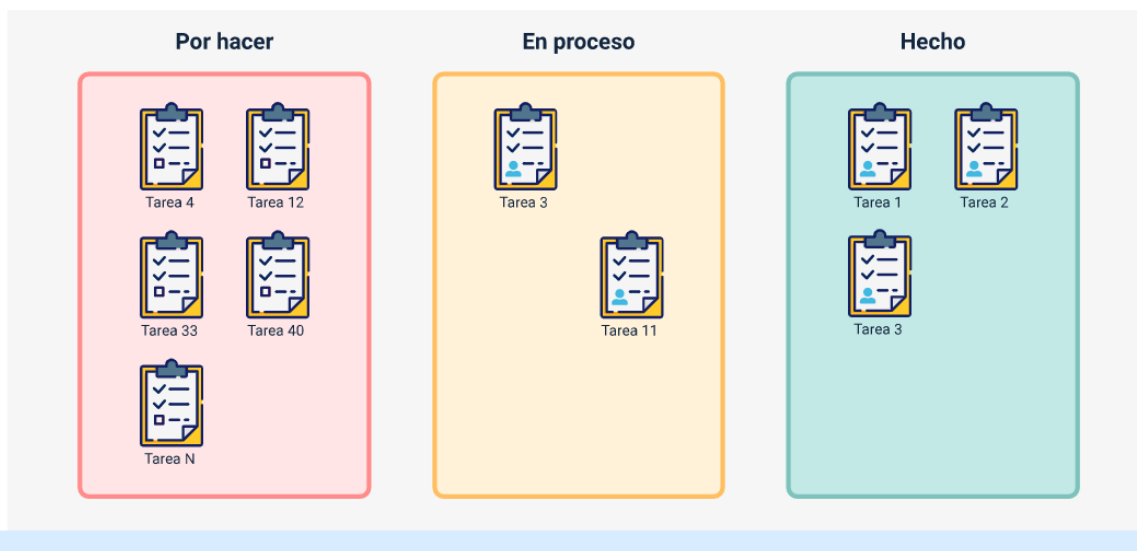 Por hacer
En proceso
Hecho
Tarea 4
Tarea 12
Tarea 33
Tarea 40
Tarea N
Tarea 3
Tarea 11
Tarea 1
Tarea 2
Tarea 3